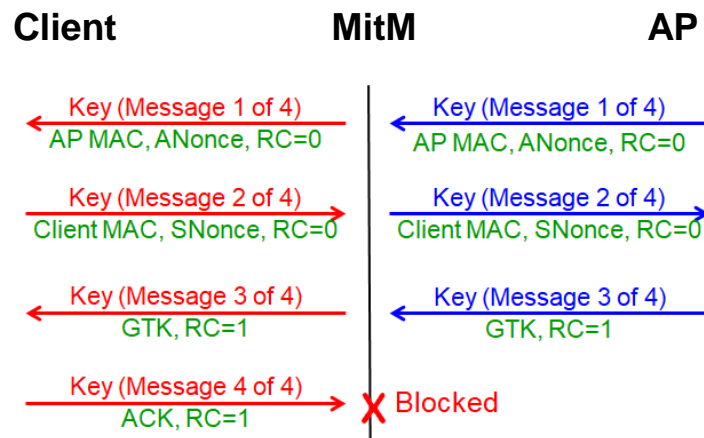 Client MitM AP
Key (Message 1 of 4) Key (Message 1 of 4)
AP MAC, ANonce, RC=0 AP MAC, ANonce, RC=0
Key (Message 2 of 4) Key (Message 2 of 4)
Client MAC, SNonce, RC=0 Client MAC, SNonce, RC=0
Key (Message 3 of 4) Key (Message 3 of 4)
GTK, RC=1 GTK, RC=1
Key (Message 4 of 4)
ACK, RC=1
Blocked